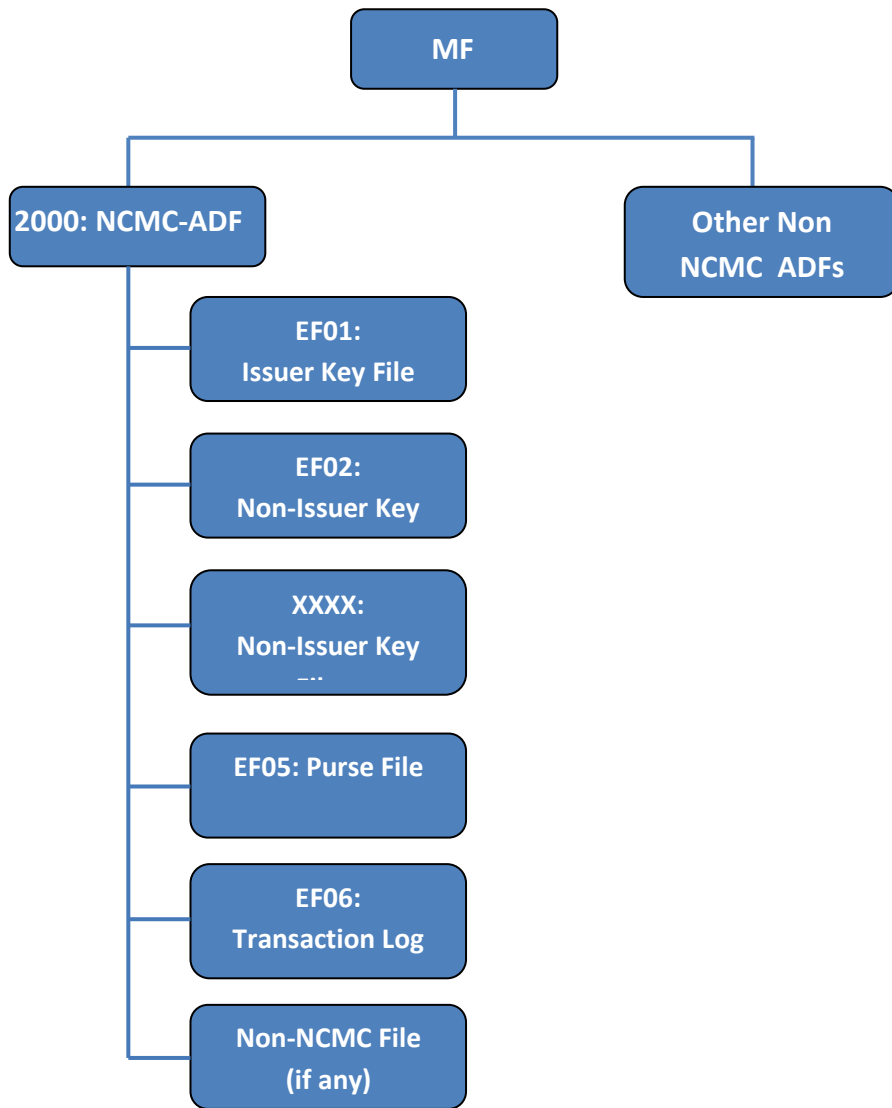 MF
2000: NCMC-ADF
Other Non
NCMC ADFs
EF01:
Issuer Key File
EF02:
Non-Issuer Key
XXXX:
Non-Issuer Key
EF05: Purse File
EF06:
Transaction Log
Non-NCMC File
(if any)